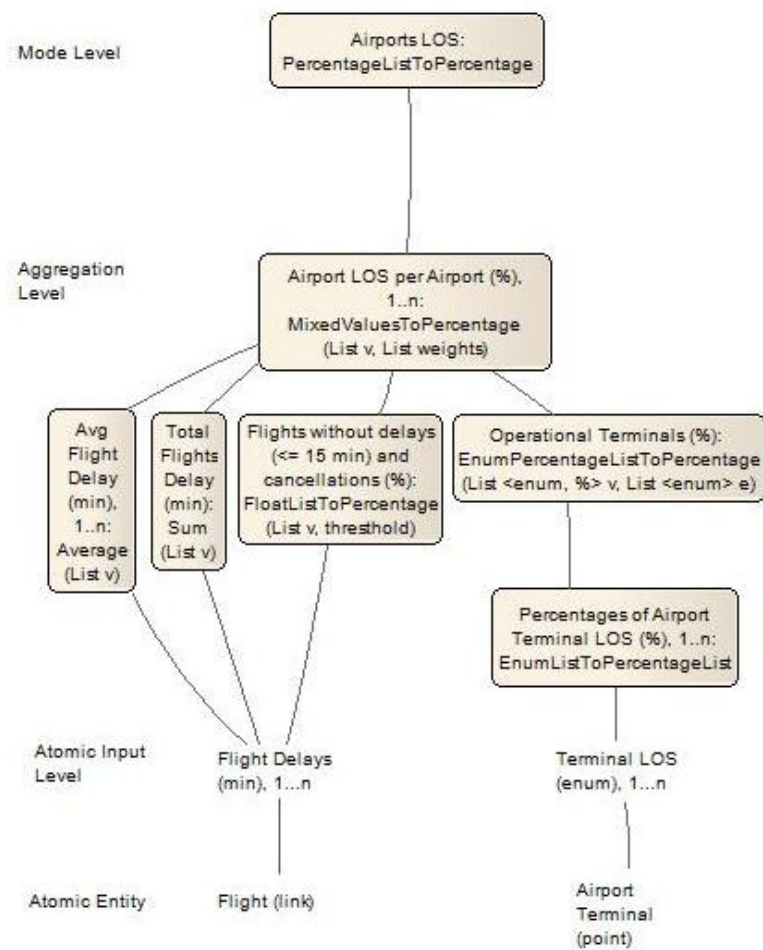 Mode Level
Airports LOS:
PercentageListToPercentage
Aggregation
Level
Airport LOS per Airport (%),
1..n:
MixedValuesToPercentage
(List v, List weights)
Avg
Flight
Delay
(min),
1..n:
Average
(List v)
Total
Flights
Delay
(min):
Sum
(List v)
Flights without delays
(<= 15 min) and
cancellations (%):
FloatListToPercentage
(List v, thresthold)
Operational Terminals (%):
EnumPercentageListToPercentage
(List <enum, %> v, List <enum> e)
Percentages of Airport
Terminal LOS (%), 1..n:
EnumListToPercentageList
Atomic Input
Level
Flight Delays
(min), 1...n
Terminal LOS
(enum), 1...n
Atomic Entity
Flight (link)
Airport
Terminal
(point)